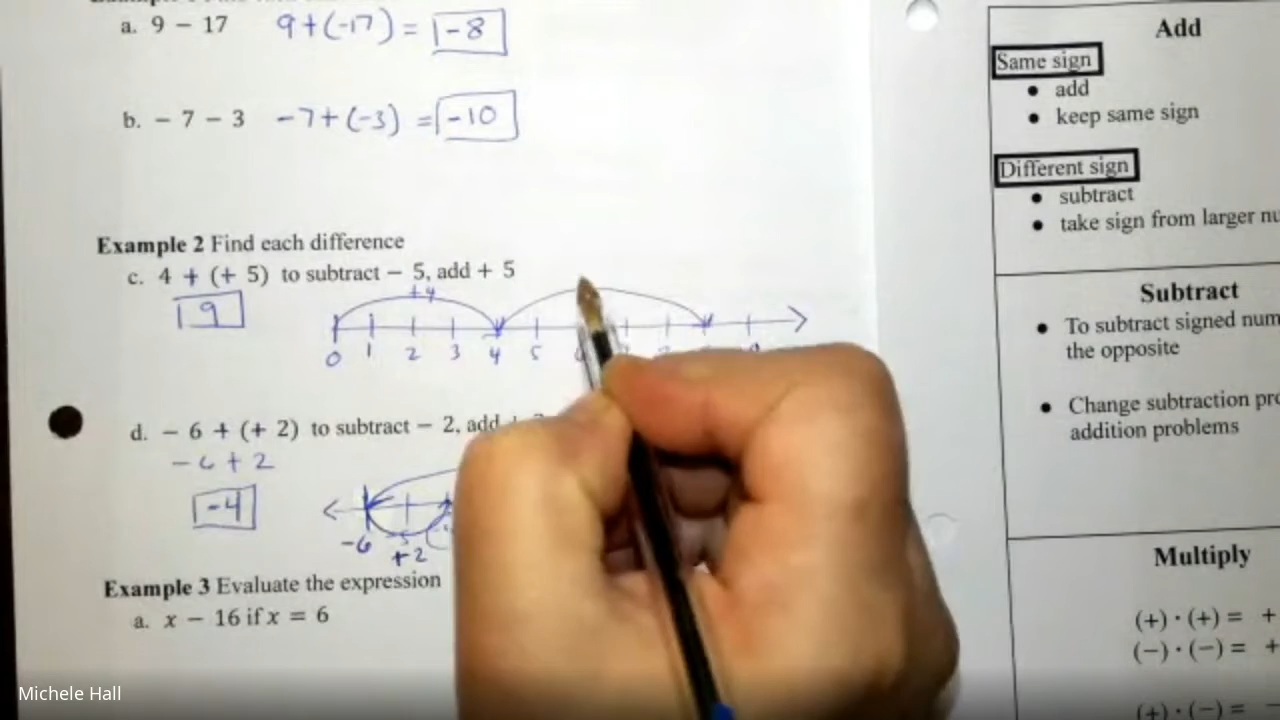 a. 9 − 17 9 + (-17) = -8
b. − 7 − 3 -7 + (-3) = -10
Example 2 Find each difference
c. 4 + (+ 5) to subtract − 5, add + 5
9
+4
0 1 2 3 4 5
d. − 6 + (+ 2) to subtract − 2, add
-6 + 2
-4
-6
+2
Example 3 Evaluate the expression
a. x − 16 if x = 6
Michele Hall
Add
Same sign
• add
• keep same sign
Different sign
• subtract
• take sign from larger
Subtract
• To subtract signed
the opposite
• Change subtraction
addition problems
Multiply
(+) · (+) = +
(−) · (−) = +
(+) · (−) = −